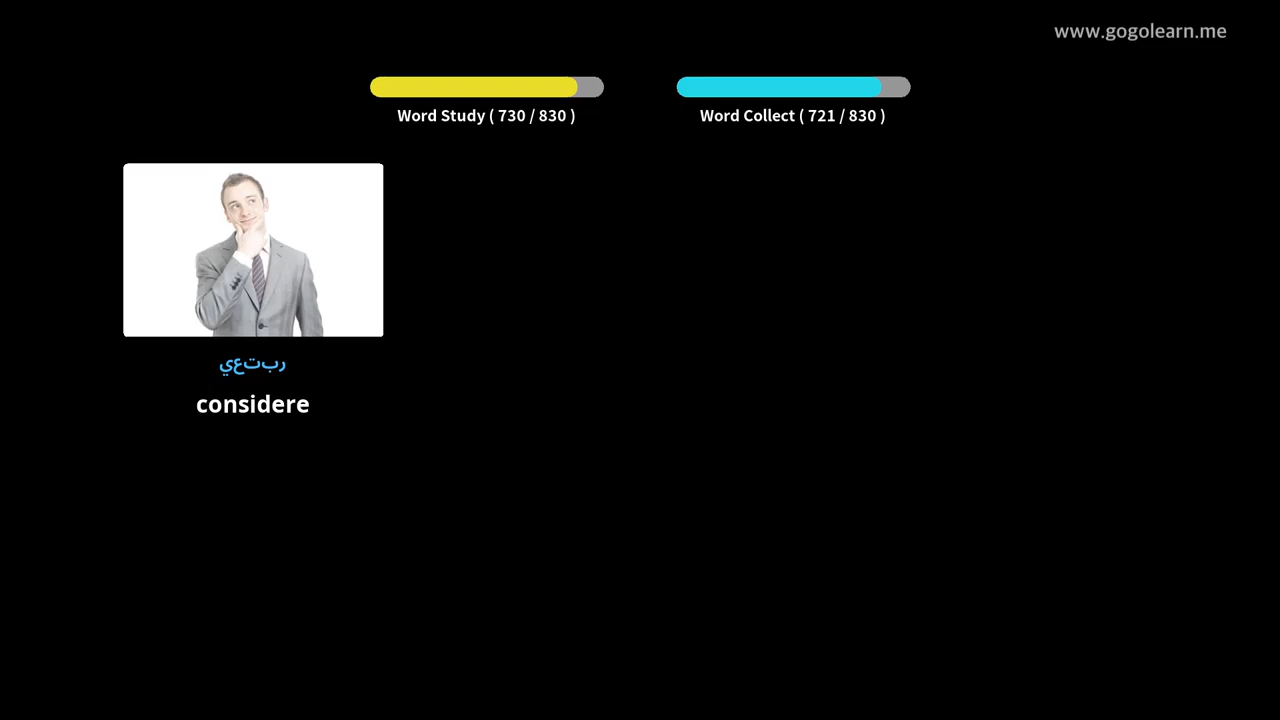 www.gogolearn.me
Word Study ( 730 / 830 )
Word Collect ( 721 / 830 )
يعتبر
considere